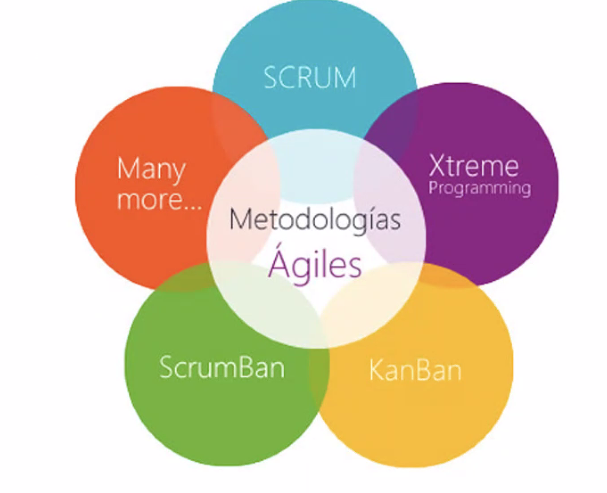 SCRUM
Many
more...
Xtreme
Programming
Metodologías
Ágiles
ScrumBan
KanBan